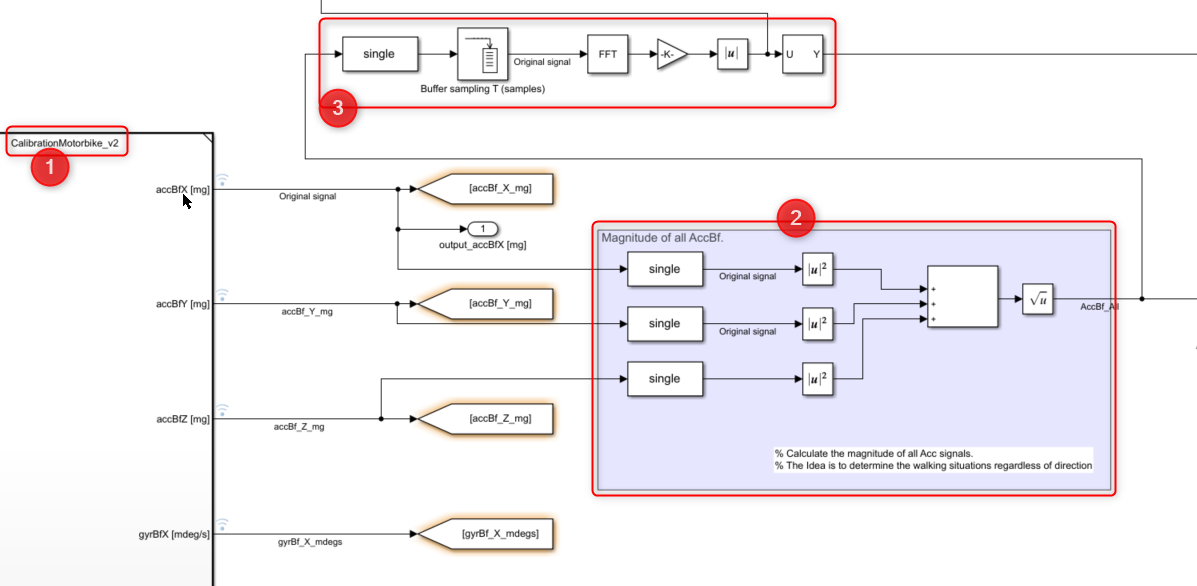 single
Original signal
FFT
-K-
|u|
U
Y
Buffer sampling T (samples)
3
CalibrationMotorbike_v2
1
accBfX [mg]
Original signal
[accBf_X_mg]
1
output_accBfX [mg]
2
Magnitude of all AccBf.
single
Original signal
|u|²
accBfY [mg]
accBf_Y_mg
[accBf_Y_mg]
single
Original signal
|u|²
+
+
+
√u
AccBf_All
single
|u|²
accBfZ [mg]
accBf_Z_mg
[accBf_Z_mg]
% Calculate the magnitude of all Acc signals.
% The Idea is to determine the walking situations regardless of direction
gyrBfX [mdeg/s]
gyrBf_X_mdegs
[gyrBf_X_mdegs]